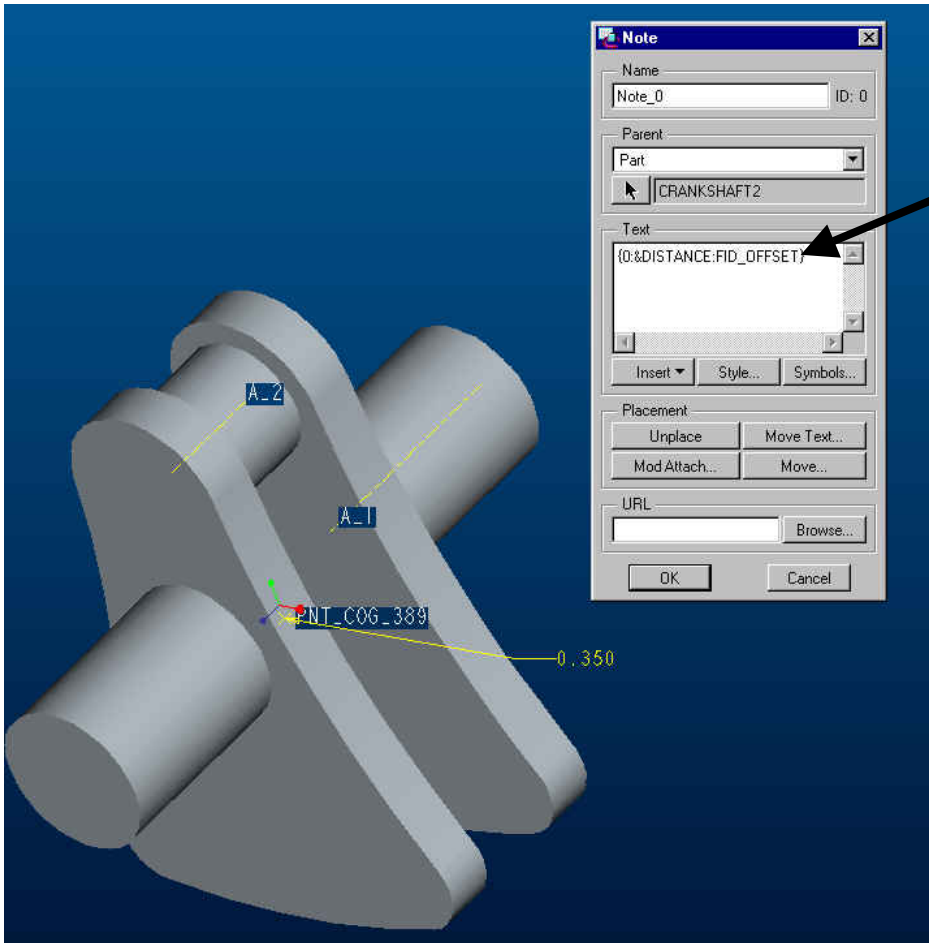 Note
Name
Note_0 ID: 0
Parent
Part
CRANKSHAFT2
Text
{0:&DISTANCE:FID_OFFSET}
Insert Style... Symbols...
Placement
Unplace Move Text...
Mod Attach... Move...
URL
Browse...
OK Cancel
A_2
A_1
PNT_COG_389
0.350